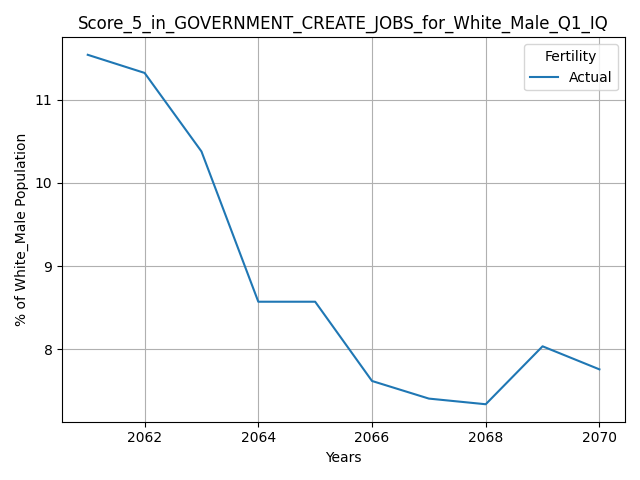 Score_5_in_GOVERNMENT_CREATE_JOBS_for_White_Male_Q1_IQ
Fertility
Actual
% of White_Male Population
11
10
9
8
2062
2064
2066
2068
2070
Years